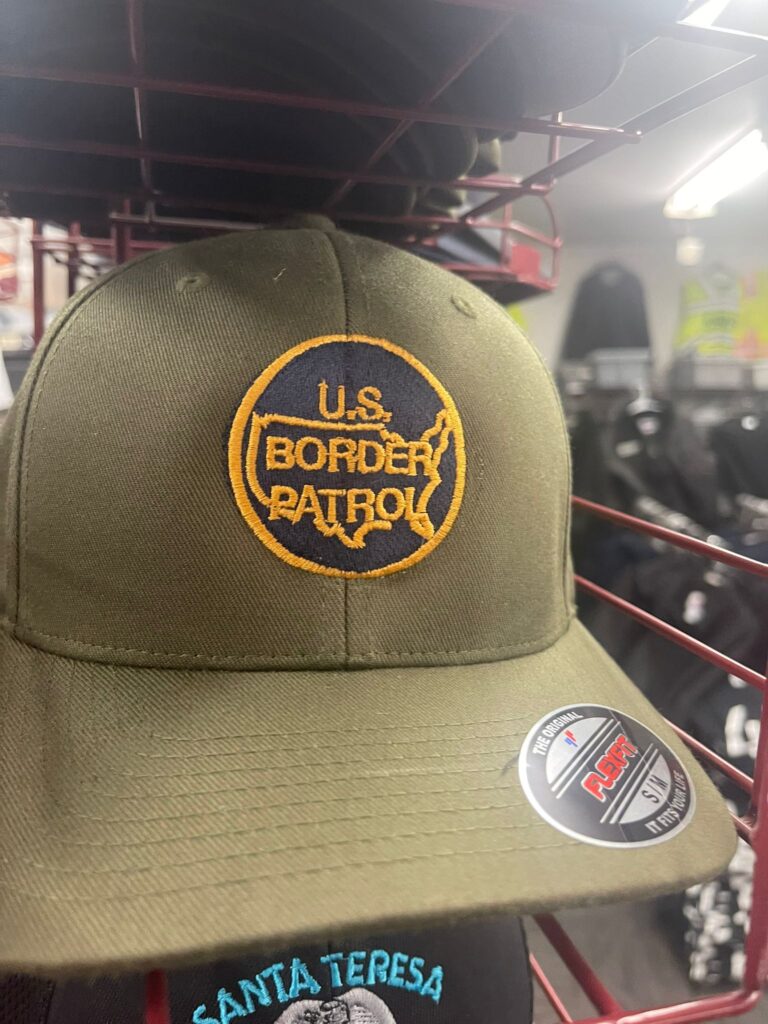 U.S.
BORDER
PATROL
THE ORIGINAL
FLEXFIT
S/M
IT FITS YOUR LIFE
SANTA TERESA